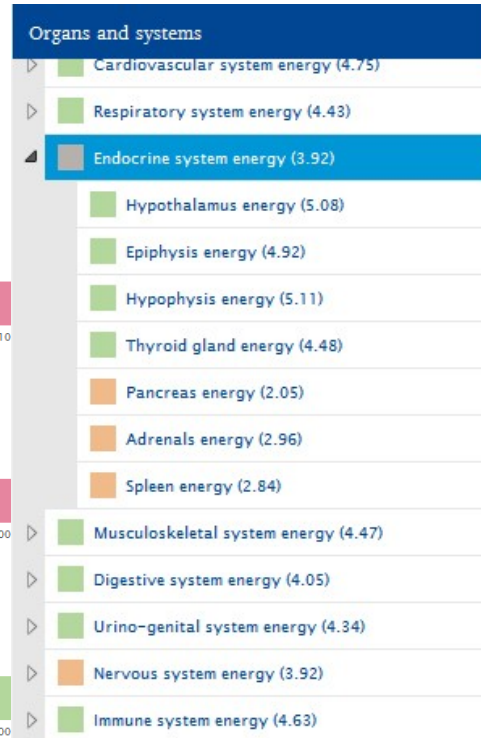 Organs and systems
Cardiovascular system energy (4.75)
Respiratory system energy (4.43)
Endocrine system energy (3.92)
Hypothalamus energy (5.08)
Epiphysis energy (4.92)
Hypophysis energy (5.11)
Thyroid gland energy (4.48)
Pancreas energy (2.05)
Adrenals energy (2.96)
Spleen energy (2.84)
Musculoskeletal system energy (4.47)
Digestive system energy (4.05)
Urino-genital system energy (4.34)
Nervous system energy (3.92)
Immune system energy (4.63)
10
00
00